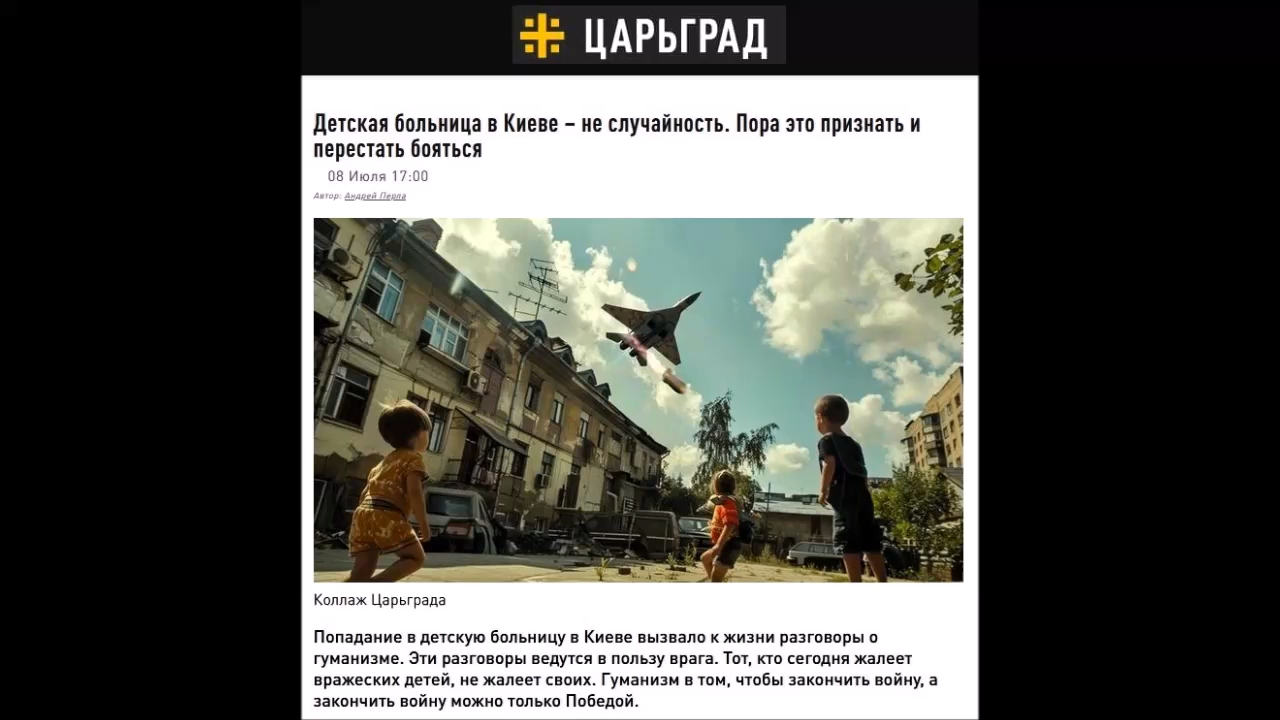 ЦАРЬГРАД
Детская больница в Киеве – не случайность. Пора это признать и
перестать бояться
08 Июля 17:00
Автор: Андрей Перла
Коллаж Царьграда
Попадание в детскую больницу в Киеве вызвало к жизни разговоры о
гуманизме. Эти разговоры ведутся в пользу врага. Тот, кто сегодня жалеет
вражеских детей, не жалеет своих. Гуманизм в том, чтобы закончить войну, а
закончить войну можно только Победой.